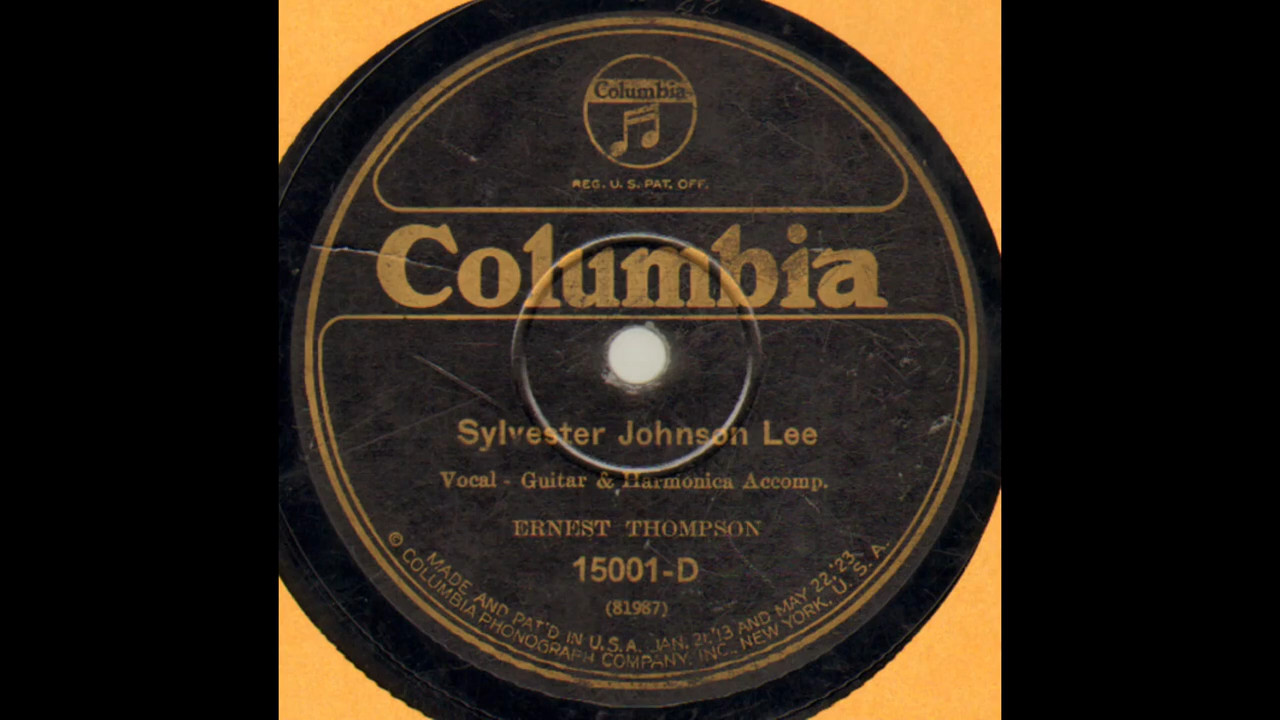 Columbia
REG. U. S. PAT. OFF.
Columbia
Sylvester Johnson Lee
Vocal - Guitar & Harmonica Accomp.
ERNEST THOMPSON
15001-D
(81987)
MADE AND PAT'D IN U.S.A. JAN. 21,'13 AND MAY 22,'23
© COLUMBIA PHONOGRAPH COMPANY, INC., NEW YORK, U. S. A.